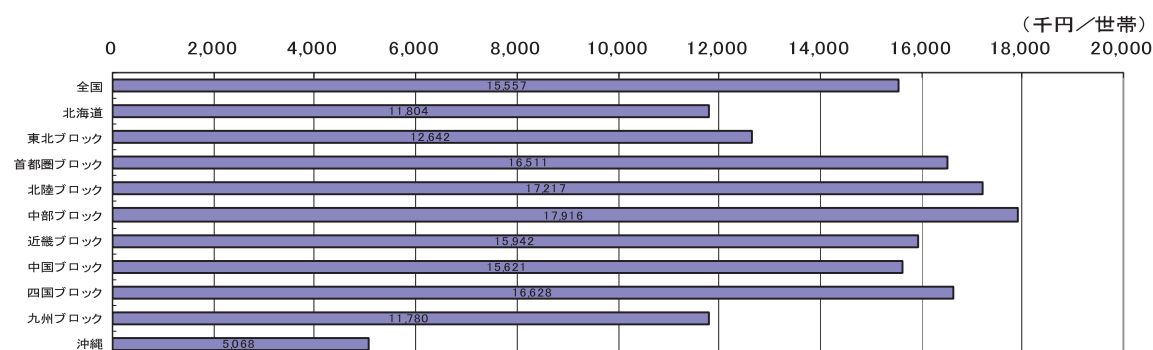 （千円／世帯）
0 2,000 4,000 6,000 8,000 10,000 12,000 14,000 16,000 18,000 20,000
全国 15,557
北海道 11,804
東北ブロック 12,642
首都圏ブロック 16,511
北陸ブロック 17,217
中部ブロック 17,916
近畿ブロック 15,942
中国ブロック 15,621
四国ブロック 16,628
九州ブロック 11,780
沖縄 5,068